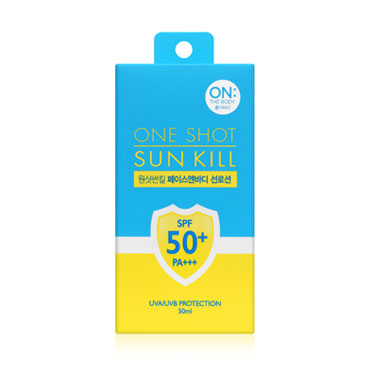 ON:
THE BODY
ONE SHOT
SUN KILL
원샷썬킬 페이스앤바디 선로션
SPF
50+
PA+++
UVA/UVB PROTECTION
50ml